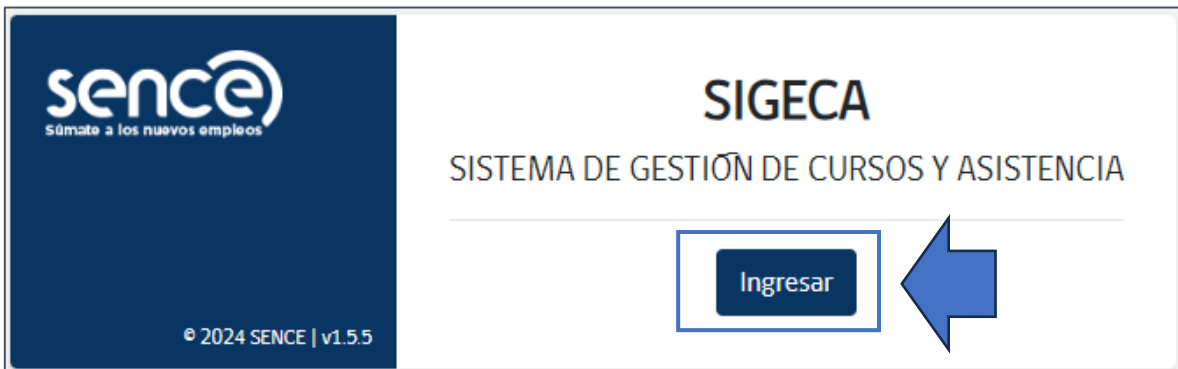 sence
Súmate a los nuevos empleos
© 2024 SENCE | v1.5.5
SIGECA
SISTEMA DE GESTIÓN DE CURSOS Y ASISTENCIA
Ingresar